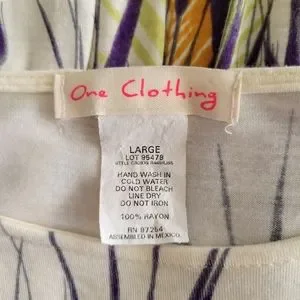 One Clothing
LARGE
LOT 95479
HAND WASH IN
COLD WATER
DO NOT BLEACH
LINE DRY
DO NOT IRON
100% RAYON
RN 87264
ASSEMBLED IN MEXICO